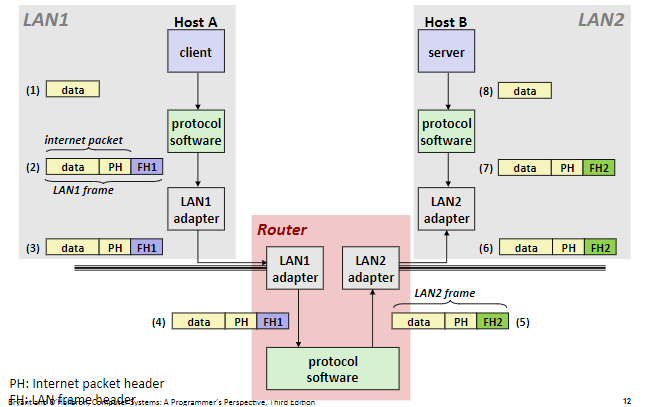 LAN1
Host A
Host B
LAN2
client
server
(1) data
(8) data
protocol
software
protocol
software
internet packet
(2) data PH FH1
LAN1 frame
(7) data PH FH2
LAN1
adapter
LAN2
adapter
(3) data PH FH1
(6) data PH FH2
Router
LAN1
adapter
LAN2
adapter
(4) data PH FH1
LAN2 frame
data PH FH2 (5)
protocol
software
PH: Internet packet header
FH: LAN frame header
Bryant and O'Hallaron, Computer Systems: A Programmer's Perspective, Third Edition
12